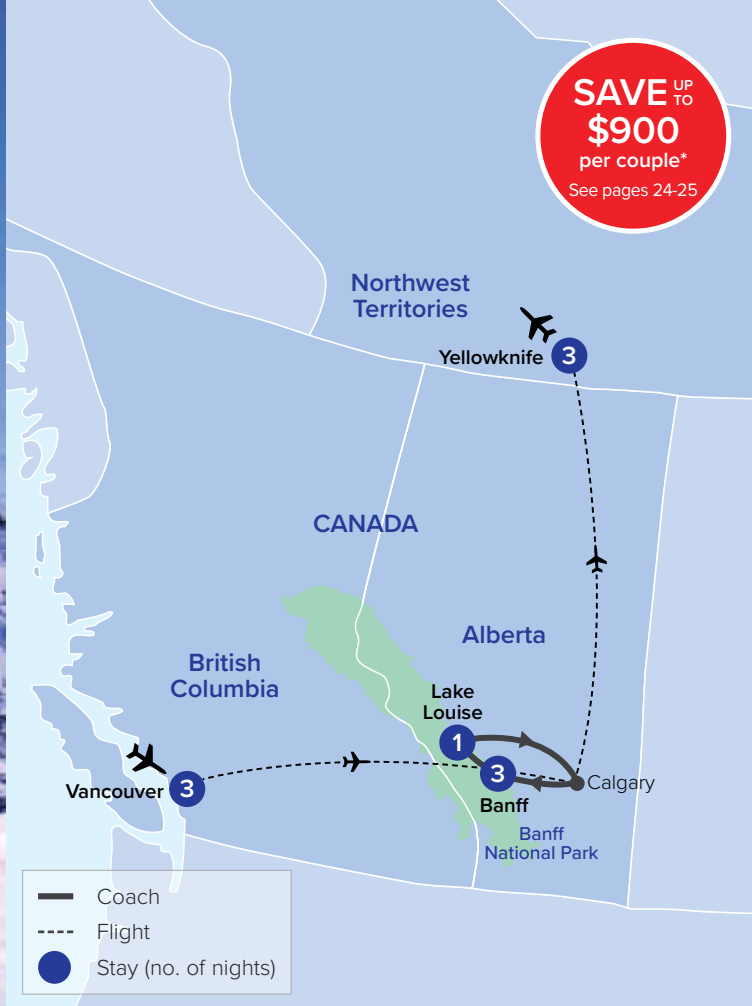 SAVE UP TO
$900
per couple*
See pages 24-25
Northwest
Territories
Yellowknife 3
CANADA
Alberta
British
Columbia
Lake
Louise
1
Vancouver 3
3
Calgary
Banff
Banff
National Park
Coach
Flight
Stay (no. of nights)